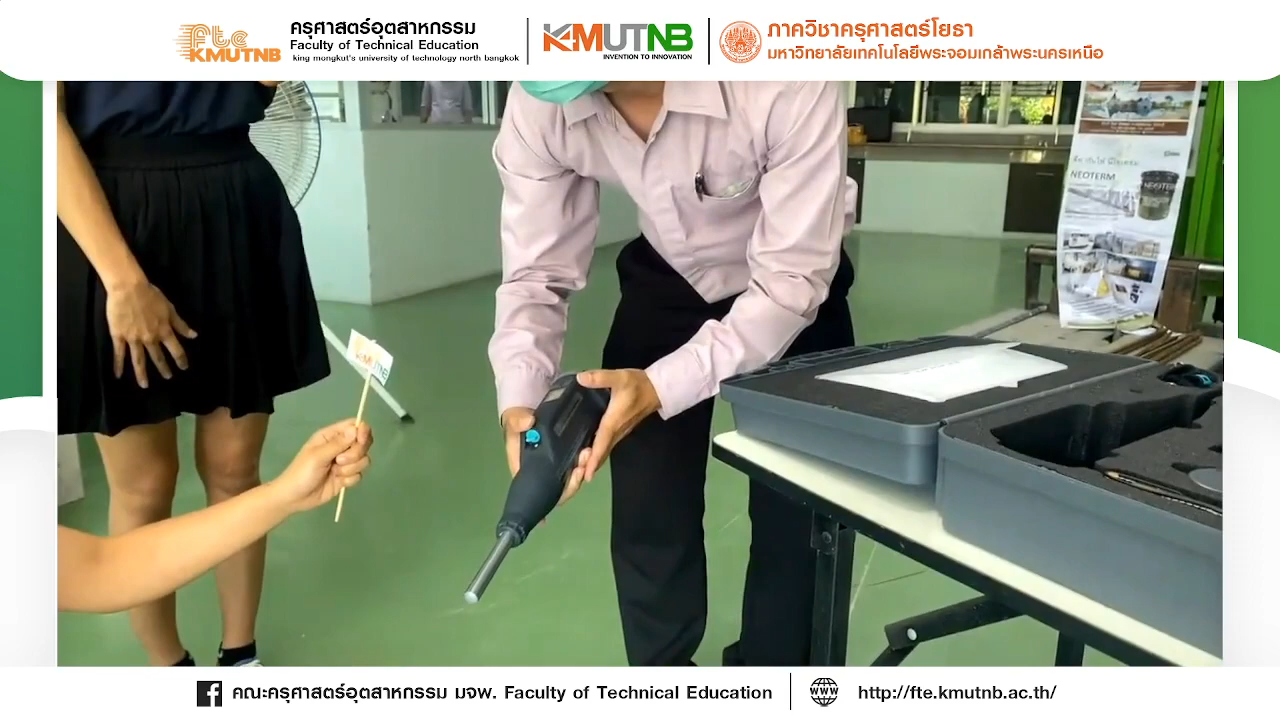 fte
KMUTNB
ครุศาสตร์อุตสาหกรรม
Faculty of Technical Education
king mongkut's university of technology north bangkok
KMUTNB
INVENTION TO INNOVATION
ภาควิชาครุศาสตร์โยธา
มหาวิทยาลัยเทคโนโลยีพระจอมเกล้าพระนครเหนือ
NEOTERM
KMUTNB
คณะครุศาสตร์อุตสาหกรรม มจพ. Faculty of Technical Education
WWW
http://fte.kmutnb.ac.th/